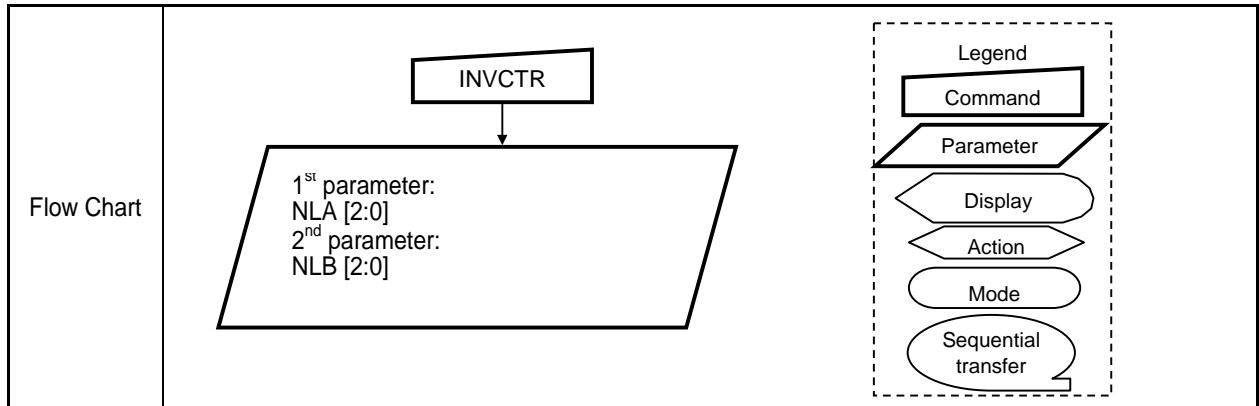 Flow Chart
INVCTR
1st parameter:
NLA [2:0]
2nd parameter:
NLB [2:0]
Legend
Command
Parameter
Display
Action
Mode
Sequential
transfer